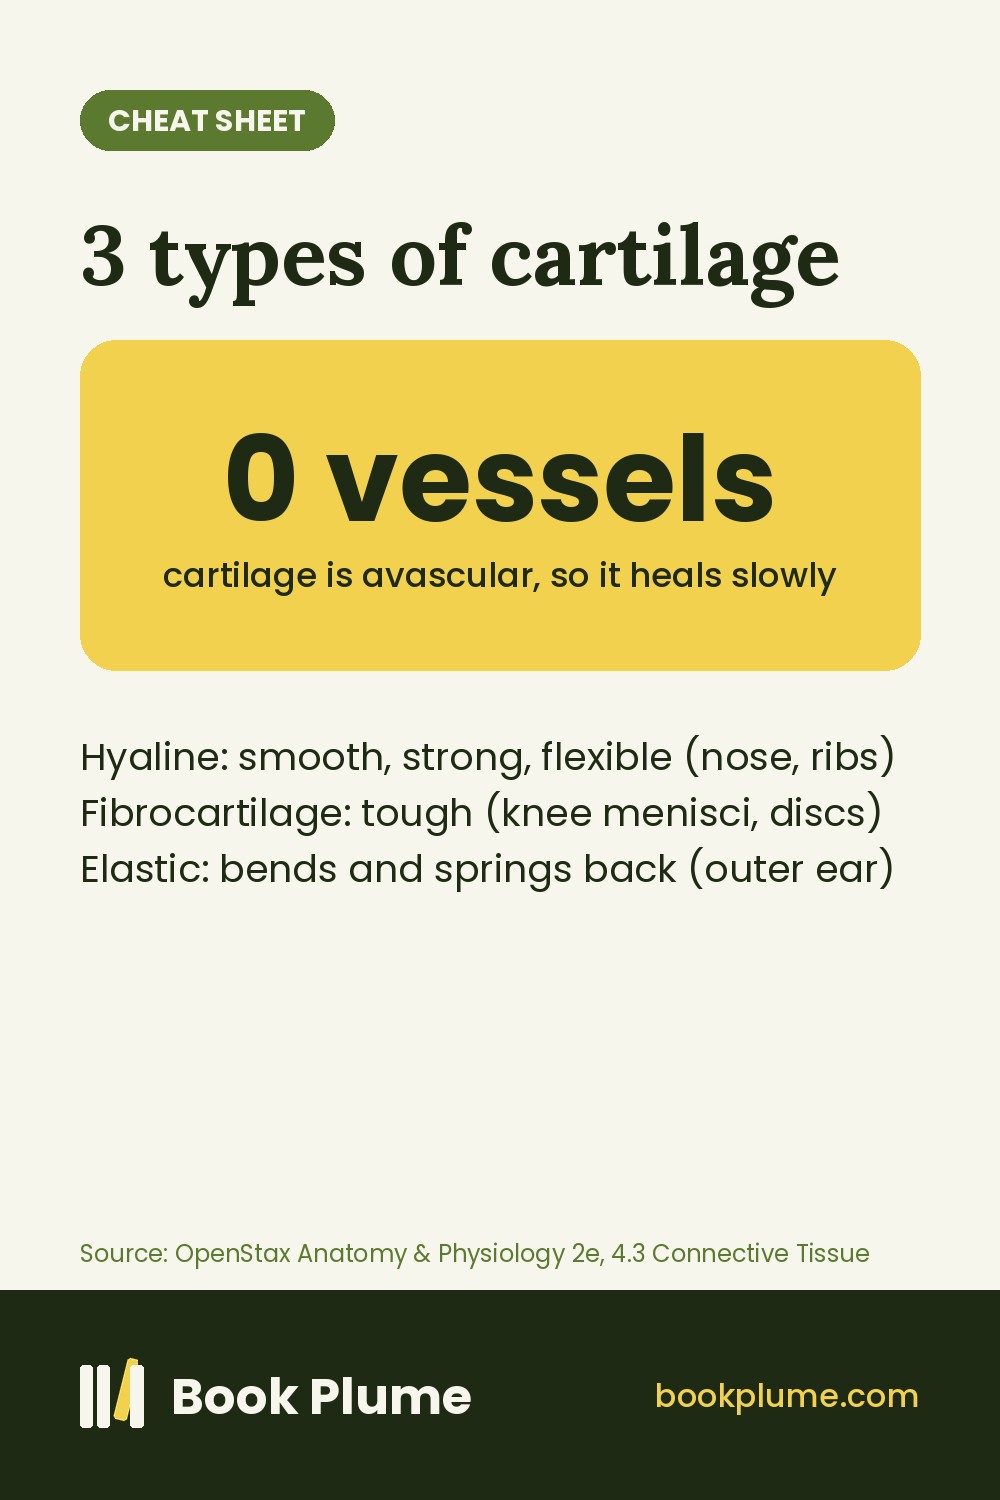 CHEAT SHEET
3 types of cartilage
0 vessels
cartilage is avascular, so it heals slowly
Hyaline: smooth, strong, flexible (nose, ribs)
Fibrocartilage: tough (knee menisci, discs)
Elastic: bends and springs back (outer ear)
Source: OpenStax Anatomy & Physiology 2e, 4.3 Connective Tissue
Book Plume
bookplume.com